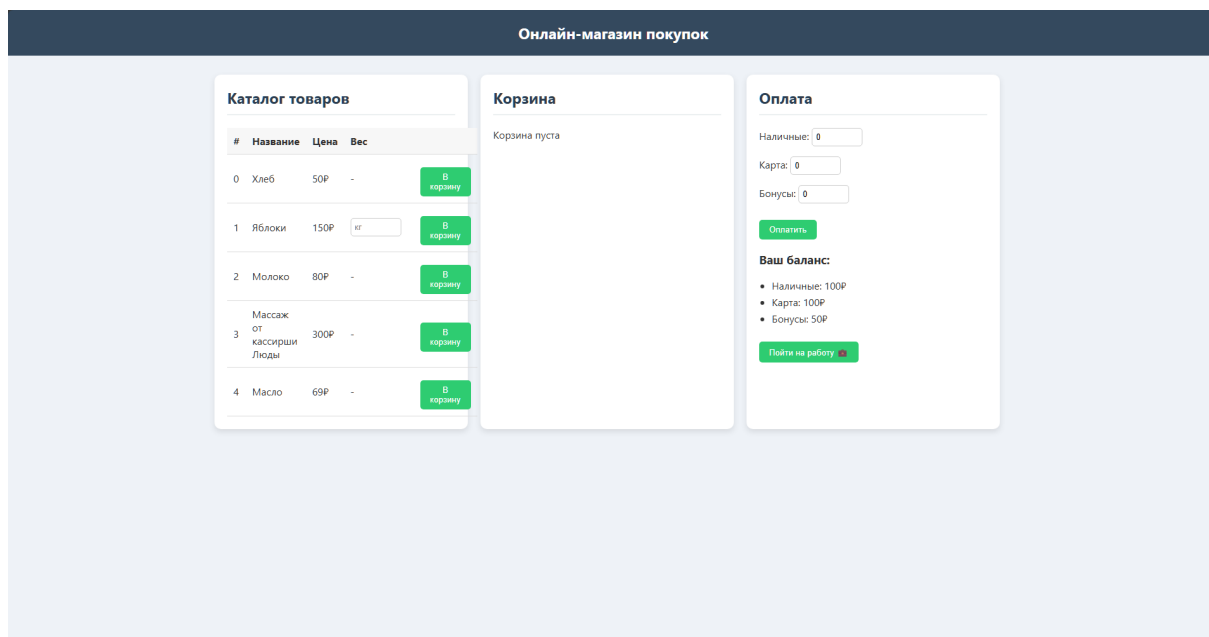 Онлайн-магазин покупок
Каталог товаров
# Название Цена Вес
0 Хлеб 50₽ - В корзину
1 Яблоки 150₽ кг В корзину
2 Молоко 80₽ - В корзину
3 Массаж от кассирши Люды 300₽ - В корзину
4 Масло 69₽ - В корзину
Корзина
Корзина пуста
Оплата
Наличные: 0
Карта: 0
Бонусы: 0
Оплатить
Ваш баланс:
• Наличные: 100₽
• Карта: 100₽
• Бонусы: 50₽
Пойти на работу 💼